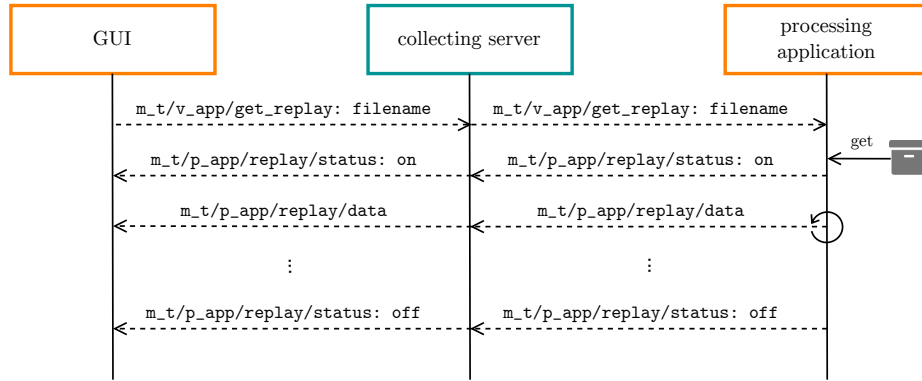 GUI
collecting server
processing
application
m_t/v_app/get_replay: filename
m_t/v_app/get_replay: filename
get
m_t/p_app/replay/status: on
m_t/p_app/replay/status: on
m_t/p_app/replay/data
m_t/p_app/replay/data
⋮
⋮
m_t/p_app/replay/status: off
m_t/p_app/replay/status: off